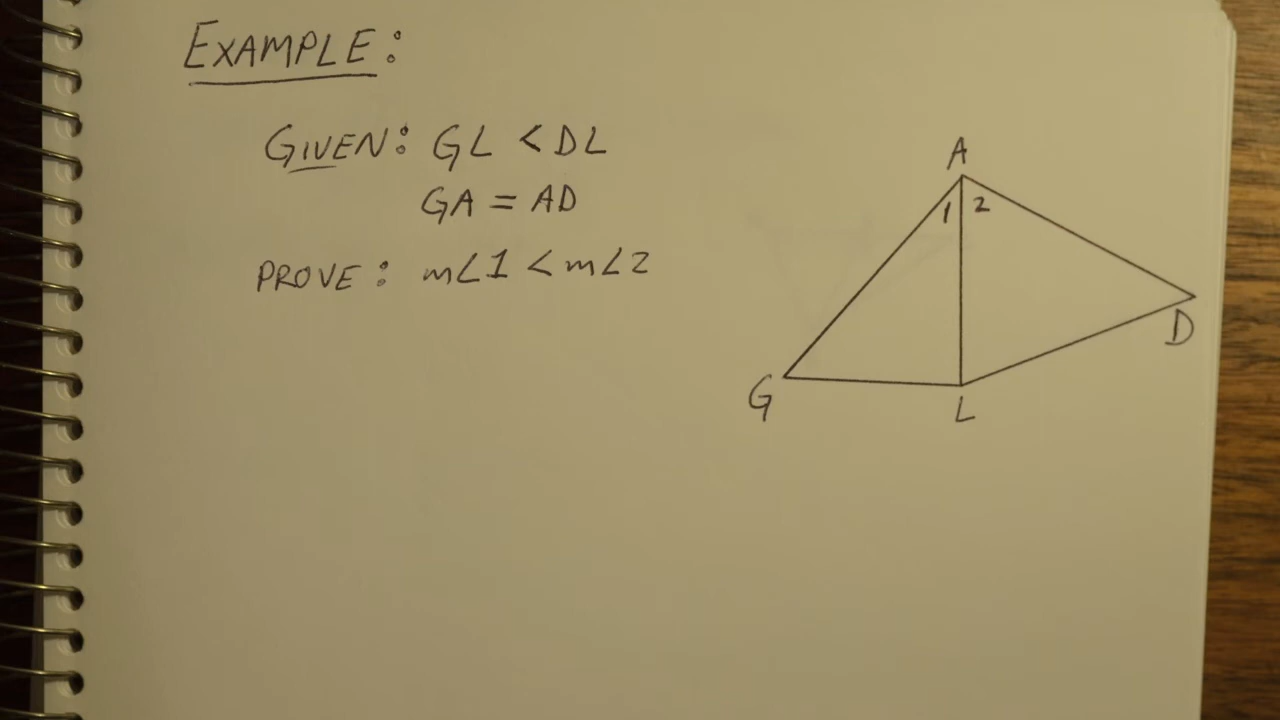 EXAMPLE:
GIVEN: GL < DL
GA = AD
PROVE: m∠1 < m∠2
A
1 2
D
G
L